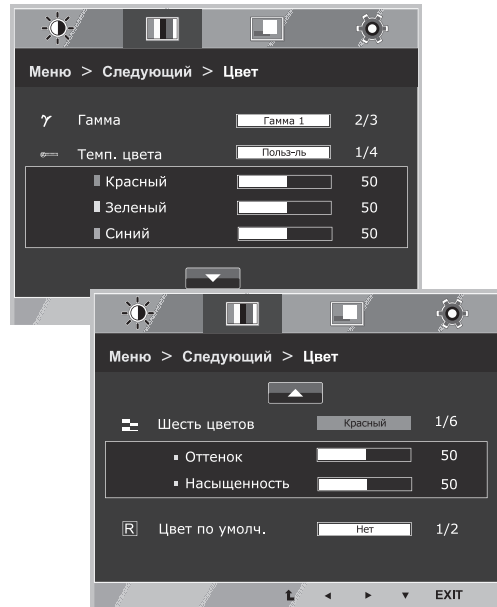 Меню > Следующий > Цвет
γ Гамма Гамма 1 2/3
Темп. цвета Польз-ль 1/4
Красный 50
Зеленый 50
Синий 50
Меню > Следующий > Цвет
Шесть цветов Красный 1/6
Оттенок 50
Насыщенность 50
R Цвет по умолч. Нет 1/2
EXIT